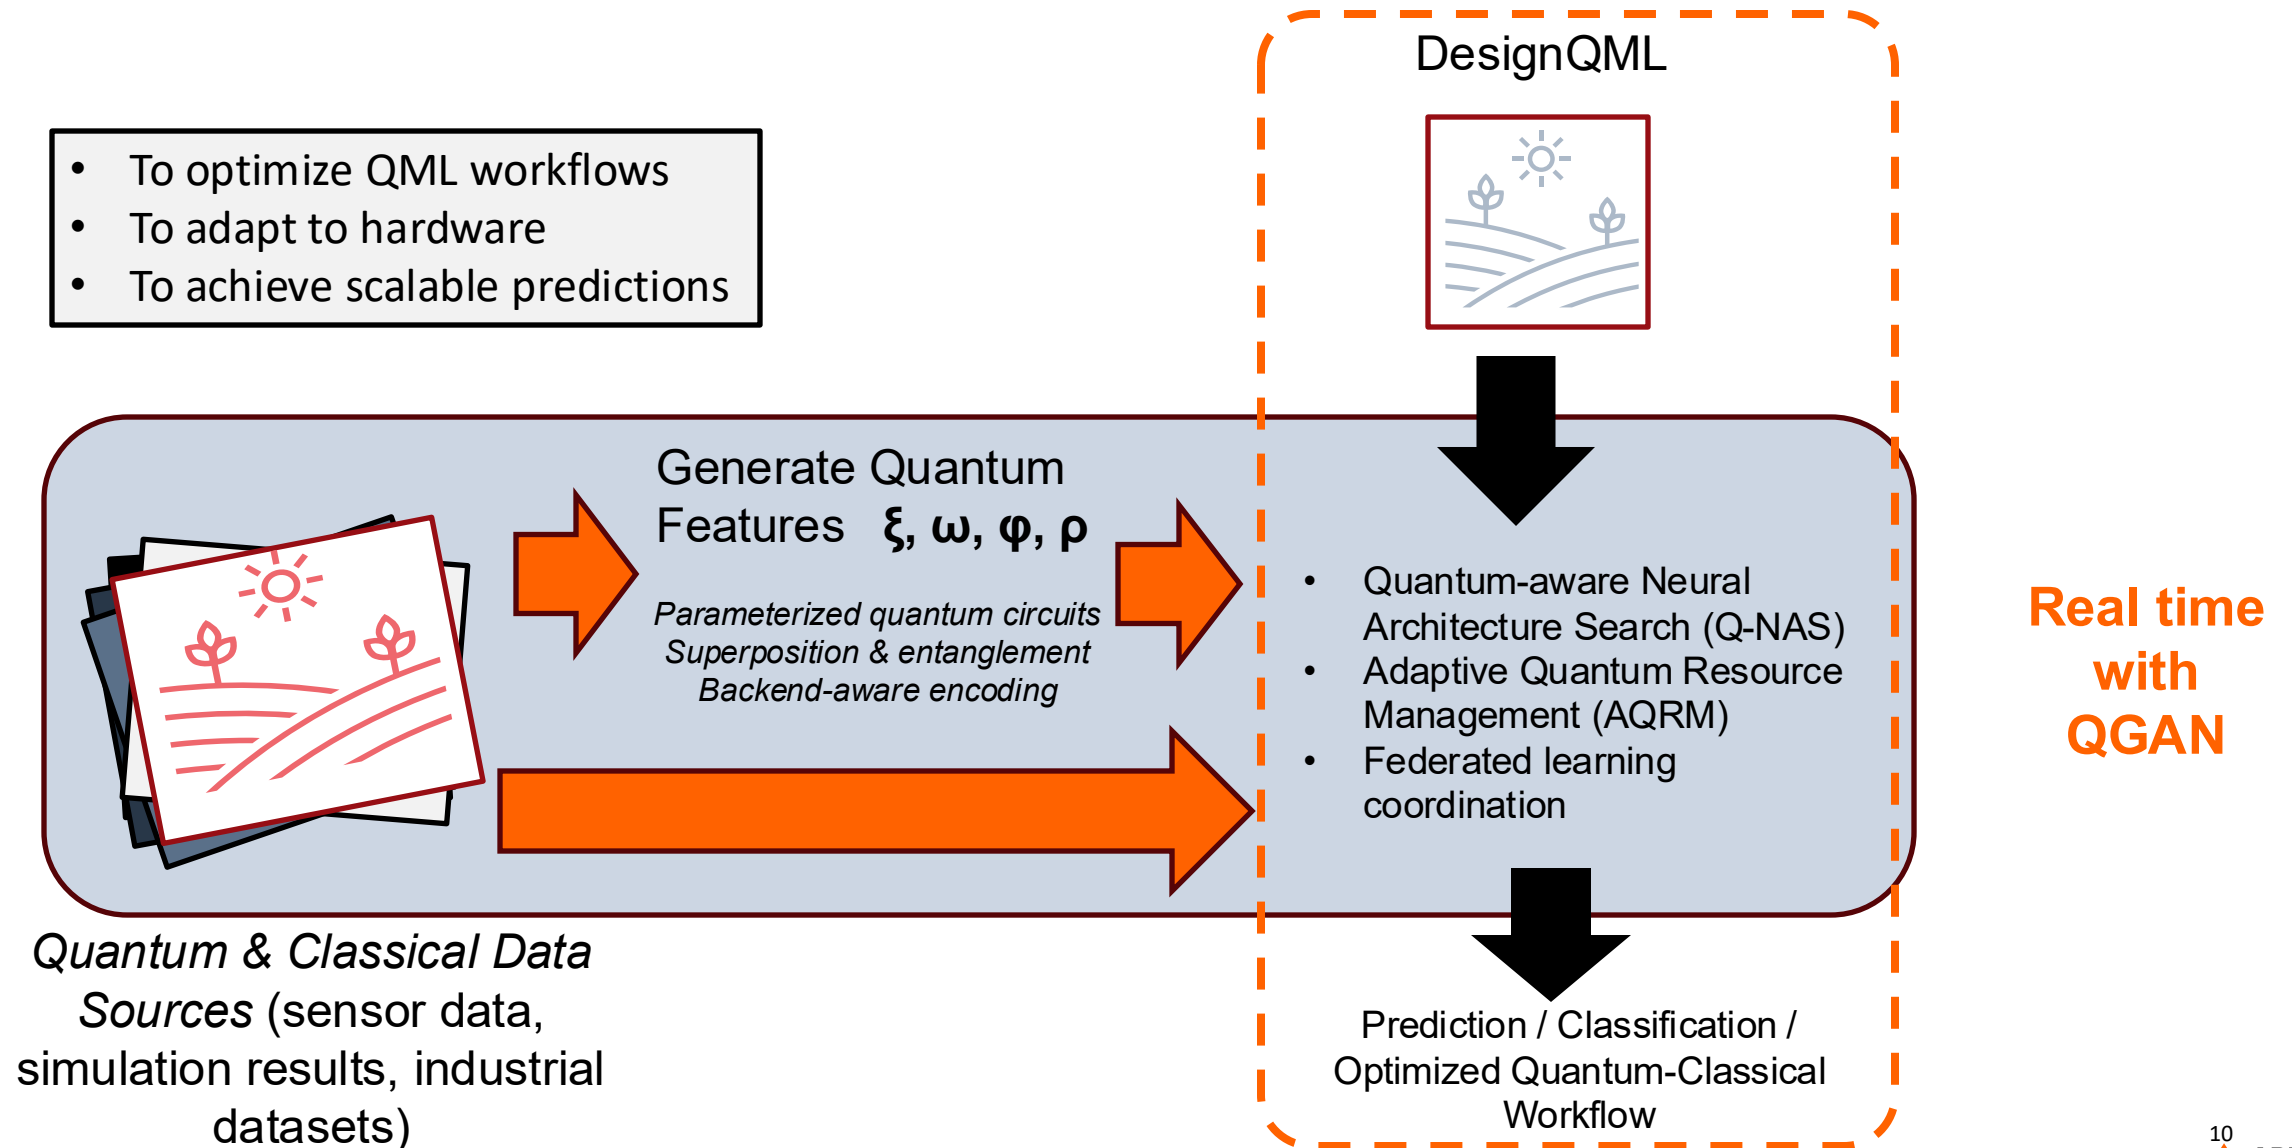 DesignQML
• To optimize QML workflows
• To adapt to hardware
• To achieve scalable predictions
Generate Quantum
Features ξ, ω, φ, ρ
Parameterized quantum circuits
Superposition & entanglement
Backend-aware encoding
• Quantum-aware Neural
Architecture Search (Q-NAS)
• Adaptive Quantum Resource
Management (AQRM)
• Federated learning
coordination
Real time
with
QGAN
Quantum & Classical Data
Sources (sensor data,
simulation results, industrial
datasets)
Prediction / Classification /
Optimized Quantum-Classical
Workflow
10